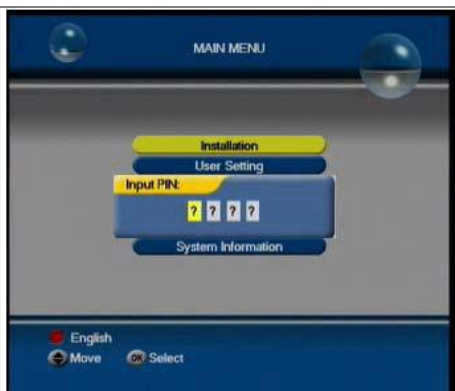 MAIN MENU
Installation
User Setting
Input PIN:
? ? ? ?
System Information
English
Move OK Select